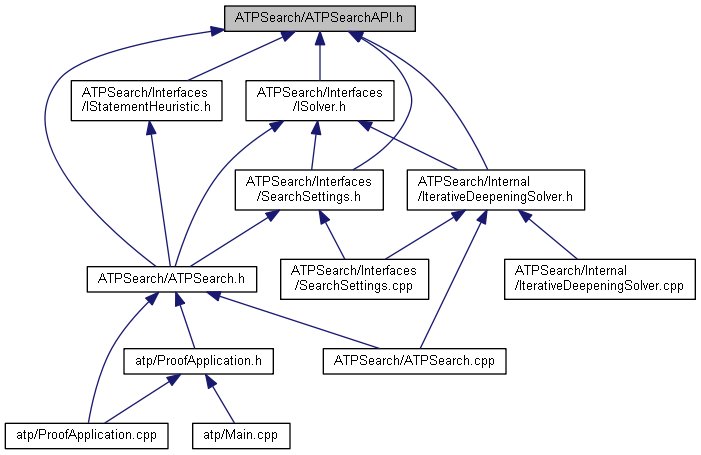 ATPSearch/ATPSearchAPI.h
ATPSearch/Interfaces
/IStatementHeuristic.h
ATPSearch/Interfaces
/ISolver.h
ATPSearch/Interfaces
/SearchSettings.h
ATPSearch/Internal
/IterativeDeepeningSolver.h
ATPSearch/ATPSearch.h
ATPSearch/Interfaces
/SearchSettings.cpp
ATPSearch/Internal
/IterativeDeepeningSolver.cpp
atp/ProofApplication.h
ATPSearch/ATPSearch.cpp
atp/ProofApplication.cpp
atp/Main.cpp